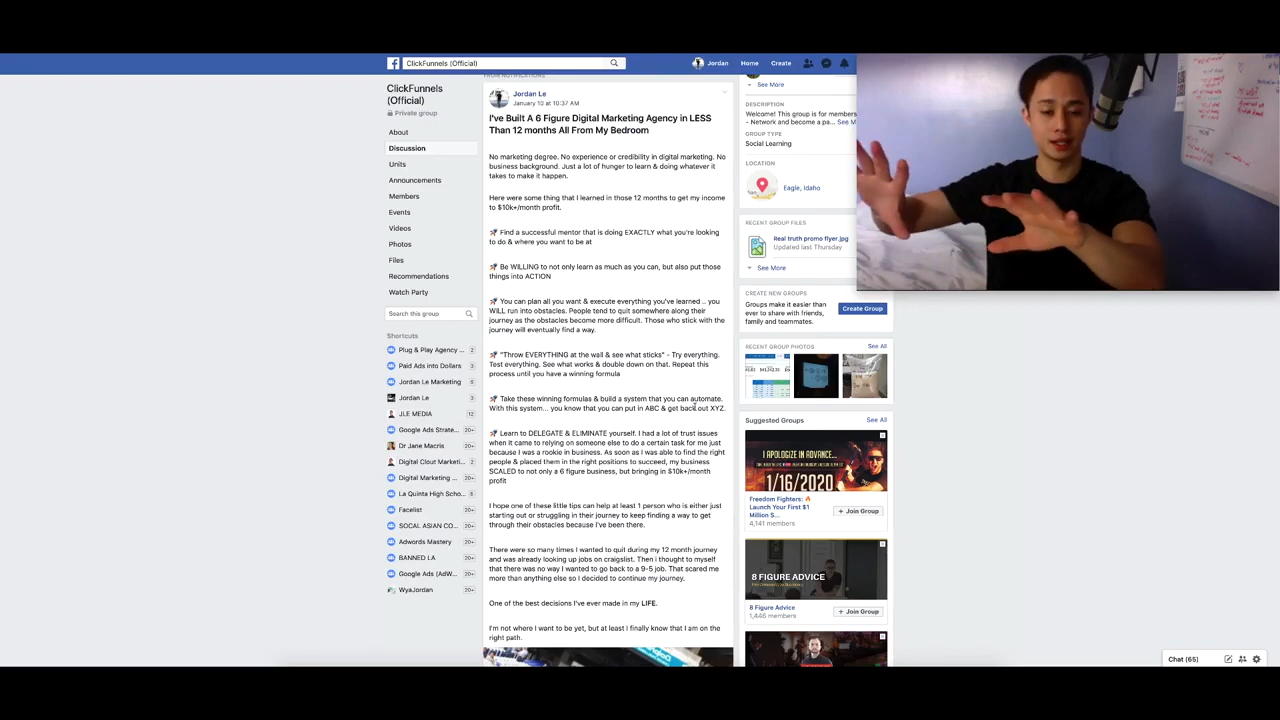 ClickFunnels (Official)
Jordan
Home
Create
ClickFunnels
(Official)
Private group
About
Discussion
Units
Announcements
Members
Events
Videos
Photos
Files
Recommendations
Watch Party
Search this group
Shortcuts
Plug & Play Agency ... 2
Paid Ads into Dollars 3
Jordan Le Marketing 6
Jordan Le 3
JLE MEDIA 12
Google Ads Strate... 20+
Dr Jane Macris 20+
Digital Clout Marketi... 2
Digital Marketing ... 20+
La Quinta High Scho... 6
Facelist 20+
SOCAL ASIAN CO... 20+
Adwords Mastery 20+
BANNED LA 20+
Google Ads (AdW... 20+
WyaJordan 20+
FROM NOTIFICATIONS
Jordan Le
January 10 at 10:37 AM
I've Built A 6 Figure Digital Marketing Agency in LESS
Than 12 months All From My Bedroom
No marketing degree. No experience or credibility in digital marketing. No
business background. Just a lot of hunger to learn & doing whatever it
takes to make it happen.
Here were some thing that I learned in those 12 months to get my income
to $10k+/month profit.
🚀 Find a successful mentor that is doing EXACTLY what you're looking
to do & where you want to be at
🚀 Be WILLING to not only learn as much as you can, but also put those
things into ACTION
🚀 You can plan all you want & execute everything you've learned .. you
WILL run into obstacles. People tend to quit somewhere along their
journey as the obstacles become more difficult. Those who stick with the
journey will eventually find a way.
🚀 "Throw EVERYTHING at the wall & see what sticks" - Try everything.
Test everything. See what works & double down on that. Repeat this
process until you have a winning formula
🚀 Take these winning formulas & build a system that you can automate.
With this system... you know that you can put in ABC & get back out XYZ.
🚀 Learn to DELEGATE & ELIMINATE yourself. I had a lot of trust issues
when it came to relying on someone else to do a certain task for me just
because I was a rookie in business. As soon as I was able to find the right
people & placed them in the right positions to succeed, my business
SCALED to not only a 6 figure business, but bringing in $10k+/month
profit
I hope one of these little tips can help at least 1 person who is either just
starting out or struggling in their journey to keep finding a way to get
through their obstacles because I've been there.
There were so many times I wanted to quit during my 12 month journey
and was already looking up jobs on craigslist. Then i thought to myself
that there was no way I wanted to go back to a 9-5 job. That scared me
more than anything else so I decided to continue my journey.
One of the best decisions I've ever made in my LIFE.
I'm not where I want to be yet, but at least I finally know that I am on the
right path.
See More
DESCRIPTION
Welcome! This group is for members
- Network and become a pa... See M
GROUP TYPE
Social Learning
LOCATION
Eagle, Idaho
RECENT GROUP FILES
Real truth promo flyer.jpg
Updated last Thursday
See More
CREATE NEW GROUPS
Groups make it easier than
ever to share with friends,
family and teammates.
Create Group
RECENT GROUP PHOTOS
See All
Suggested Groups
See All
I APOLOGIZE IN ADVANCE...
1/16/2020
Freedom Fighters: 🔥
Launch Your First $1
Million S...
4,141 members
+ Join Group
8 FIGURE ADVICE
8 Figure Advice
1,446 members
+ Join Group
Chat (65)